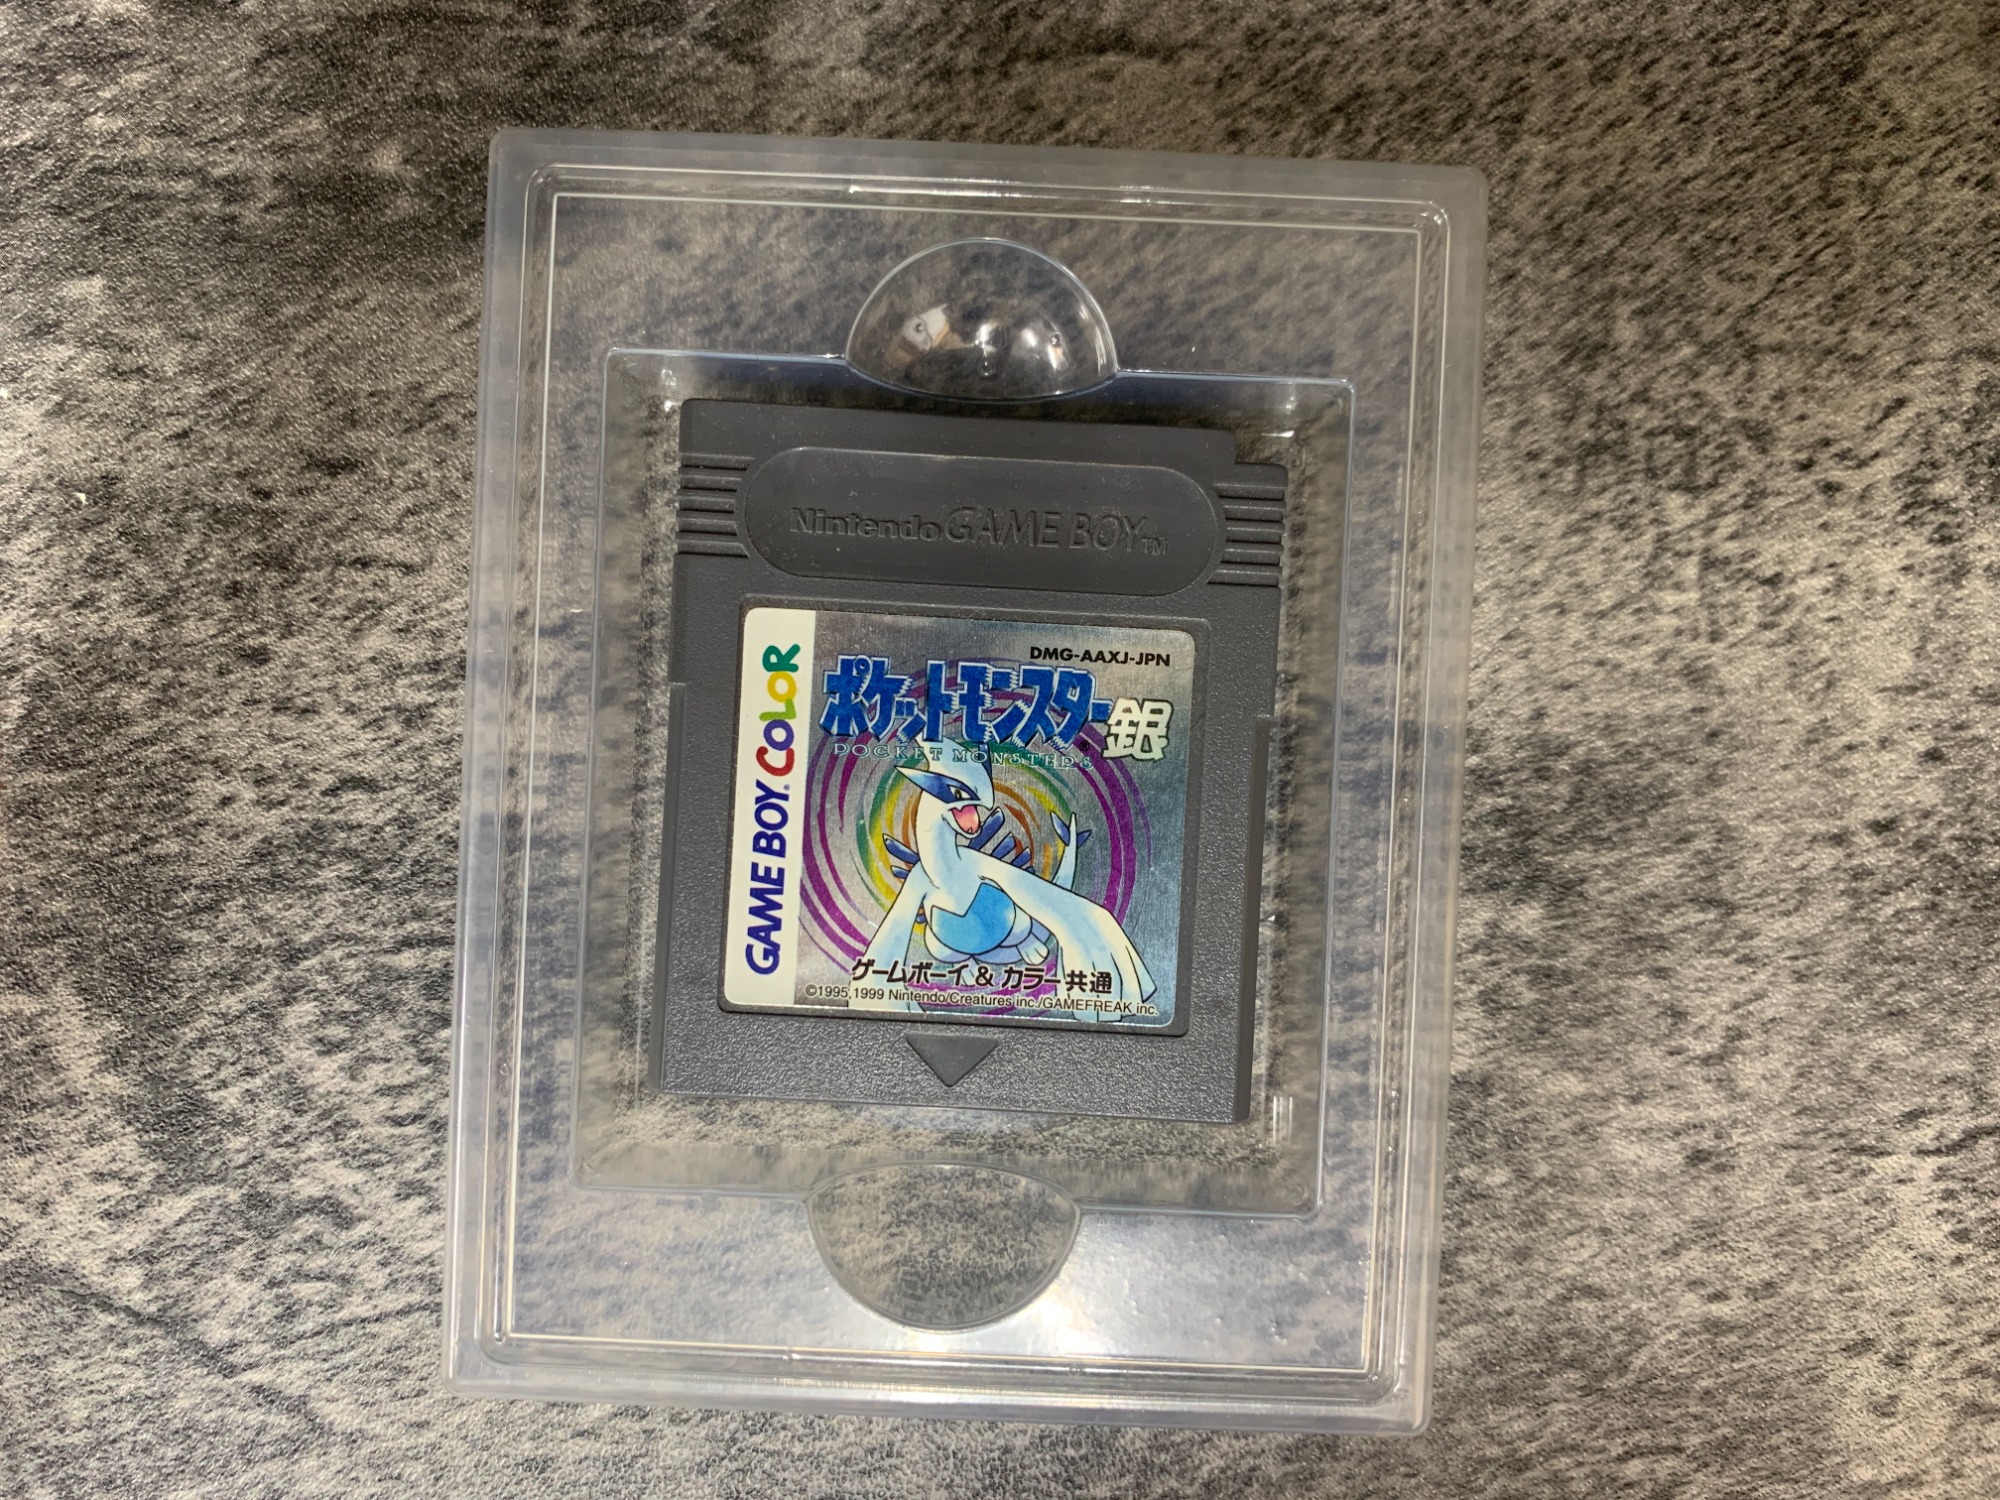 Nintendo GAME BOY™
DMG-AAXJ-JPN
ポケットモンスター®銀
POCKET MONSTERS
GAME BOY® COLOR
ゲームボーイ & カラー共通
©1995,1999 Nintendo/Creatures inc./GAMEFREAK inc.